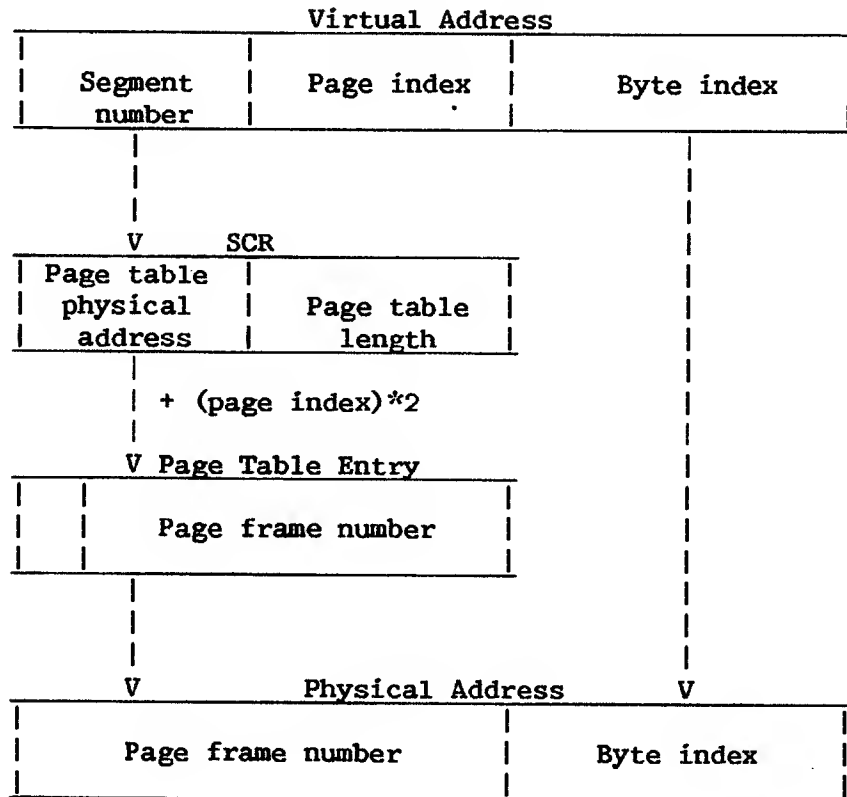 Virtual Address
Segment number
Page index
Byte index
V SCR
Page table physical address
Page table length
+ (page index)*2
V Page Table Entry
Page frame number
V Physical Address V
Page frame number
Byte index